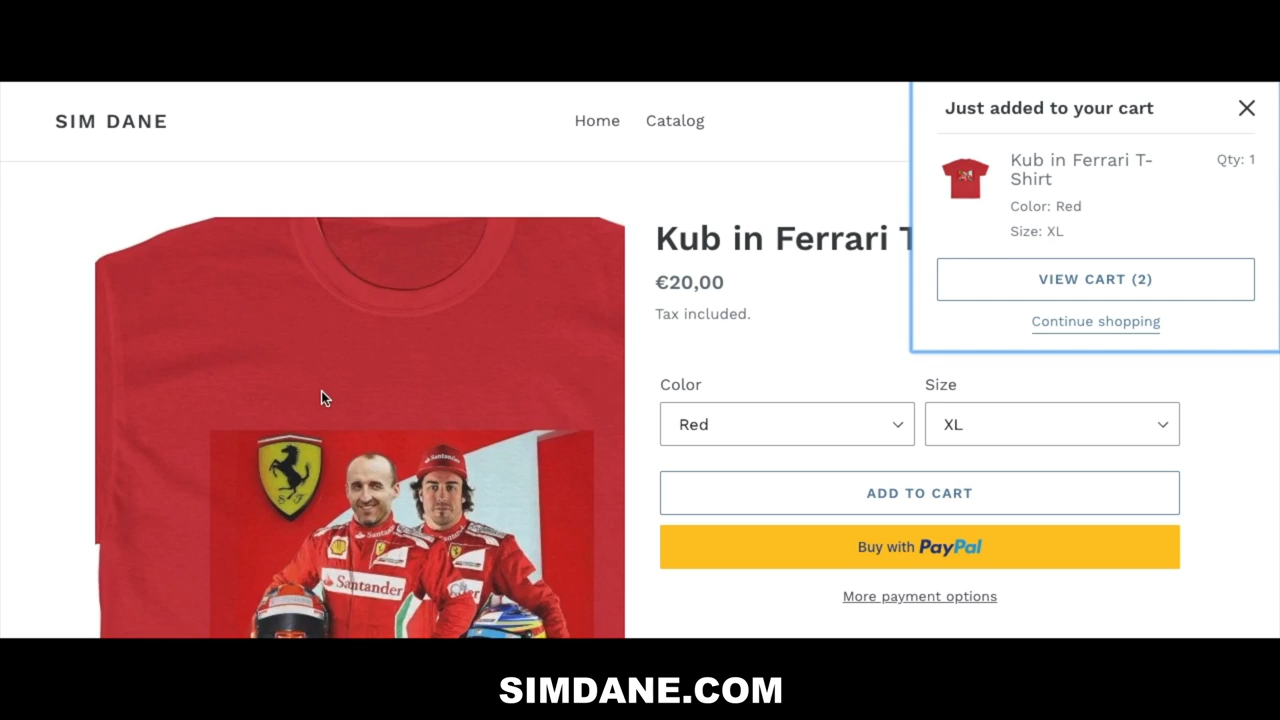 SIM DANE
Home
Catalog
Just added to your cart
Kub in Ferrari T-
Shirt
Qty: 1
Color: Red
Size: XL
VIEW CART (2)
Continue shopping
Kub in Ferrari T
€20,00
Tax included.
Color
Size
Red
XL
ADD TO CART
Buy with PayPal
More payment options
S F
Santander
Santander
Santander
SIMDANE.COM